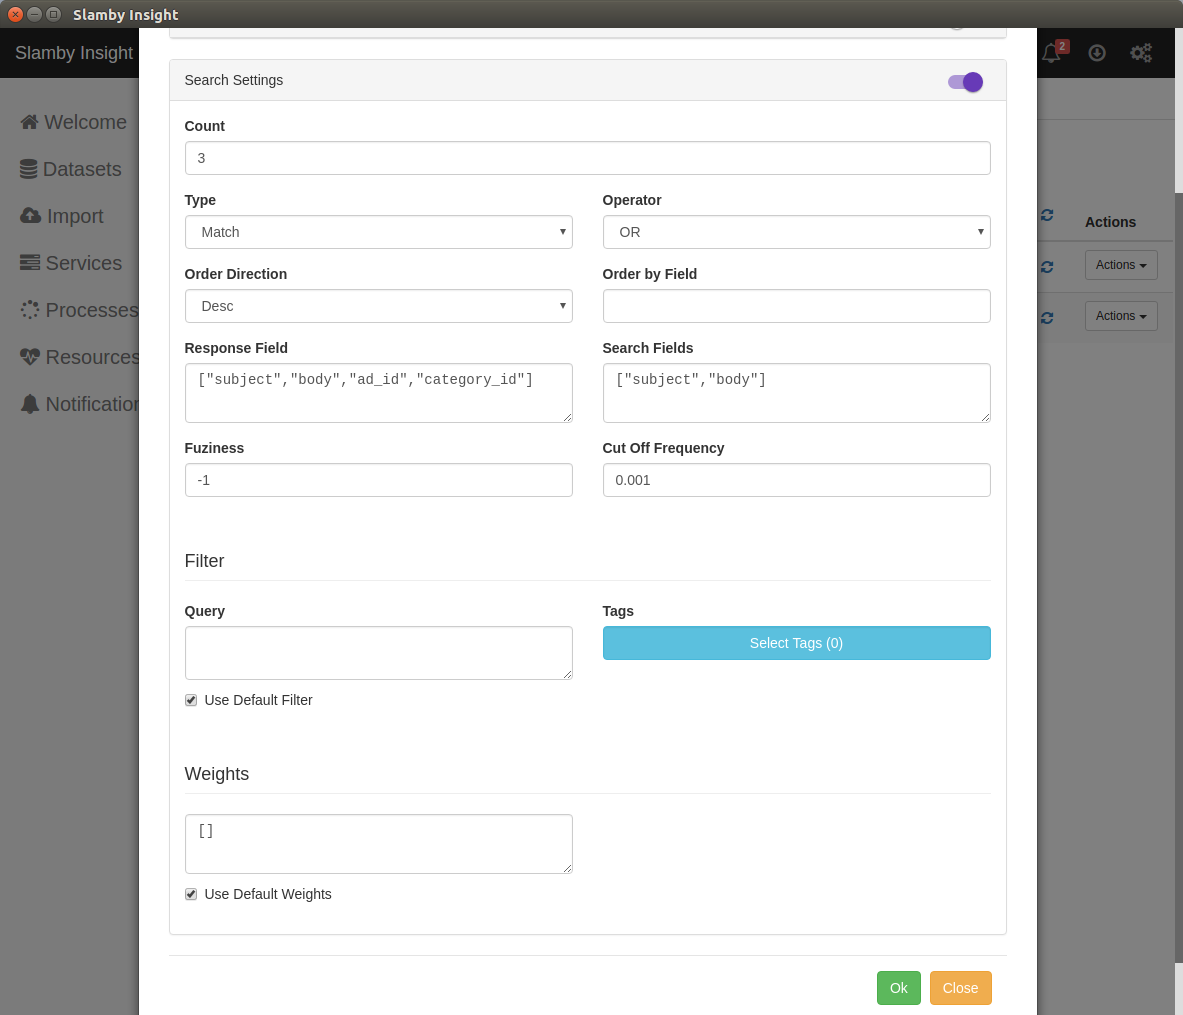 Slamby Insight
Slamby Insight
2
Welcome
Datasets
Import
Services
Processes
Resources
Notification
Actions
Actions
Actions
Search Settings
Count
3
Type
Operator
Match
OR
Order Direction
Order by Field
Desc
Response Field
Search Fields
["subject","body","ad_id","category_id"]
["subject","body"]
Fuziness
Cut Off Frequency
-1
0.001
Filter
Query
Tags
Select Tags (0)
Use Default Filter
Weights
[]
Use Default Weights
Ok
Close